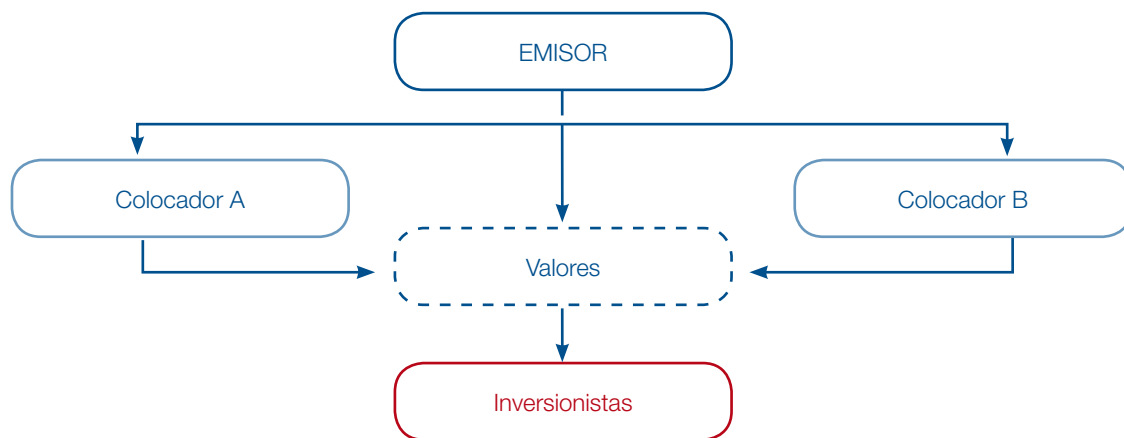 EMISOR
Colocador A
Colocador B
Valores
Inversionistas